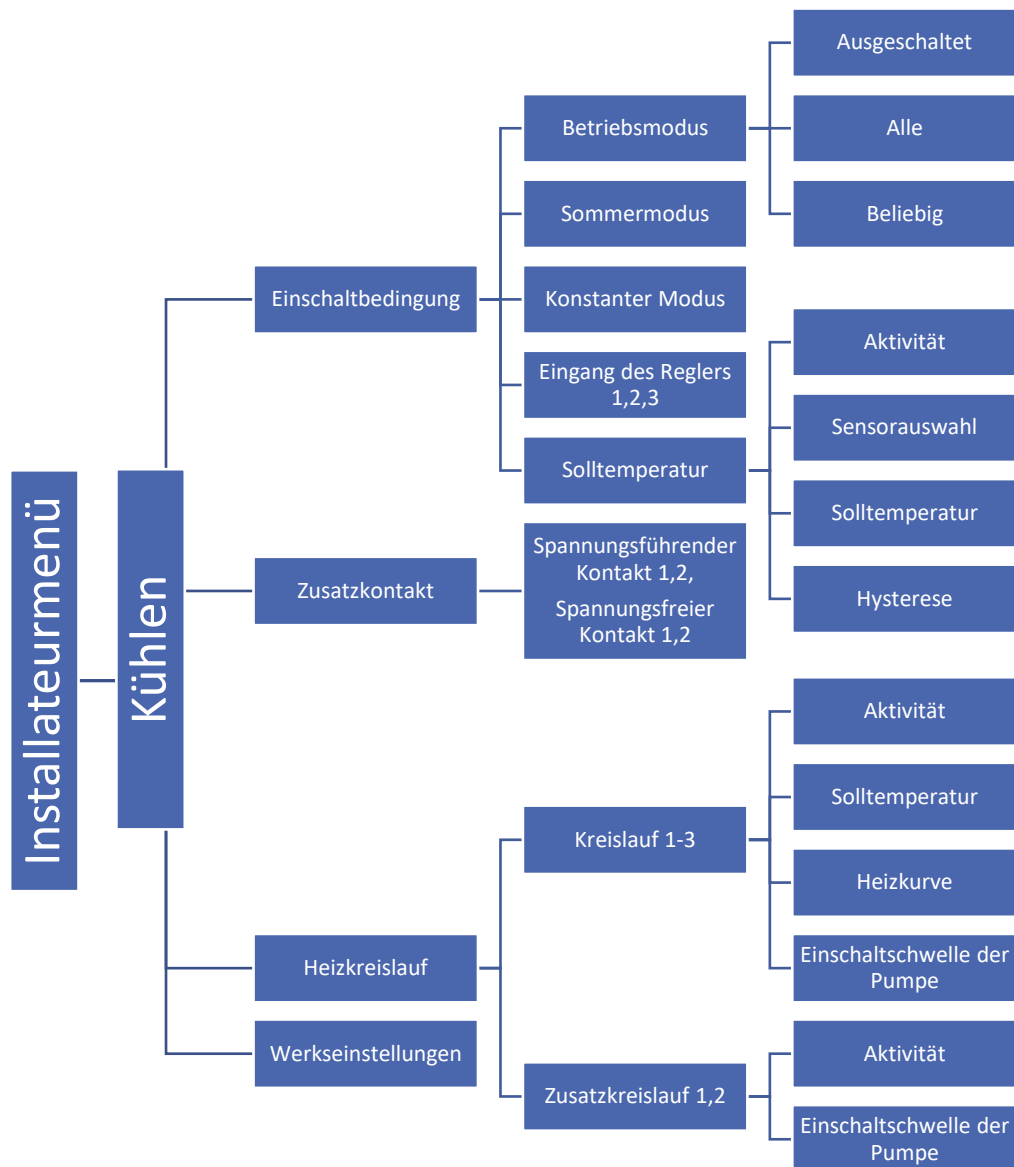 Installateurmenü
Kühlen
Einschaltbedingung
Betriebsmodus
Ausgeschaltet
Alle
Beliebig
Sommermodus
Konstanter Modus
Eingang des Reglers
1,2,3
Solltemperatur
Aktivität
Sensorauswahl
Solltemperatur
Hysterese
Zusatzkontakt
Spannungsführender
Kontakt 1,2,
Spannungsfreier
Kontakt 1,2
Heizkreislauf
Kreislauf 1-3
Aktivität
Solltemperatur
Heizkurve
Einschaltschwelle der
Pumpe
Zusatzkreislauf 1,2
Aktivität
Einschaltschwelle der
Pumpe
Werkseinstellungen